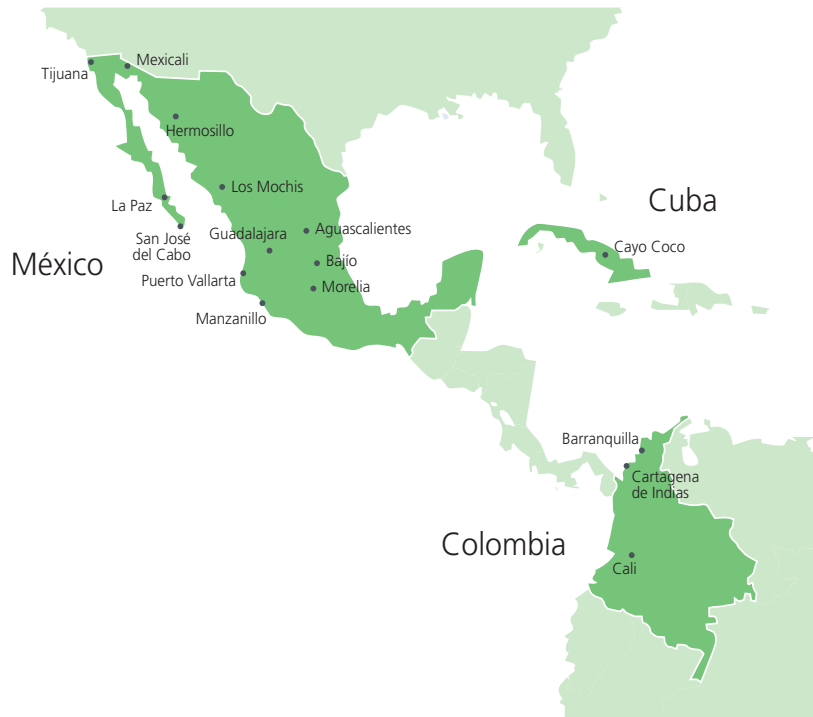 Mexicali
Tijuana
Hermosillo
Los Mochis
La Paz
Cuba
San José
del Cabo
Guadalajara
Aguascalientes
Cayo Coco
México
Bajío
Puerto Vallarta
Morelia
Manzanillo
Barranquilla
Cartagena
de Indias
Colombia
Cali